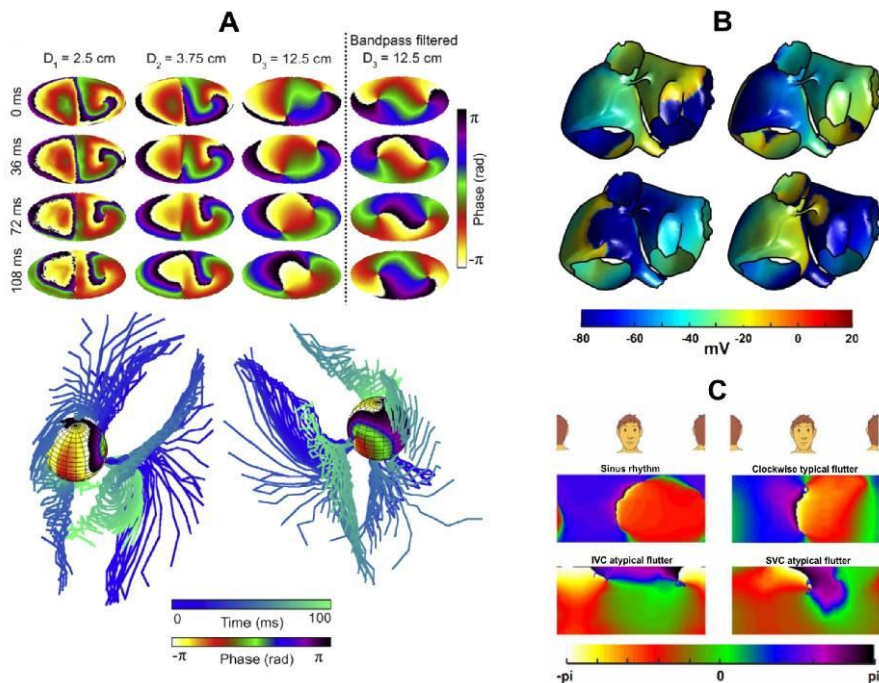 A
Bandpass filtered
D₁ = 2.5 cm
D₂ = 3.75 cm
D₃ = 12.5 cm
D₃ = 12.5 cm
0 ms
36 ms
72 ms
108 ms
π
Phase (rad)
-π
0
100
Time (ms)
-π
π
Phase (rad)
B
-80
-60
-40
-20
0
20
mV
C
Sinus rhythm
Clockwise typical flutter
IVC atypical flutter
SVC atypical flutter
-pi
0
pi